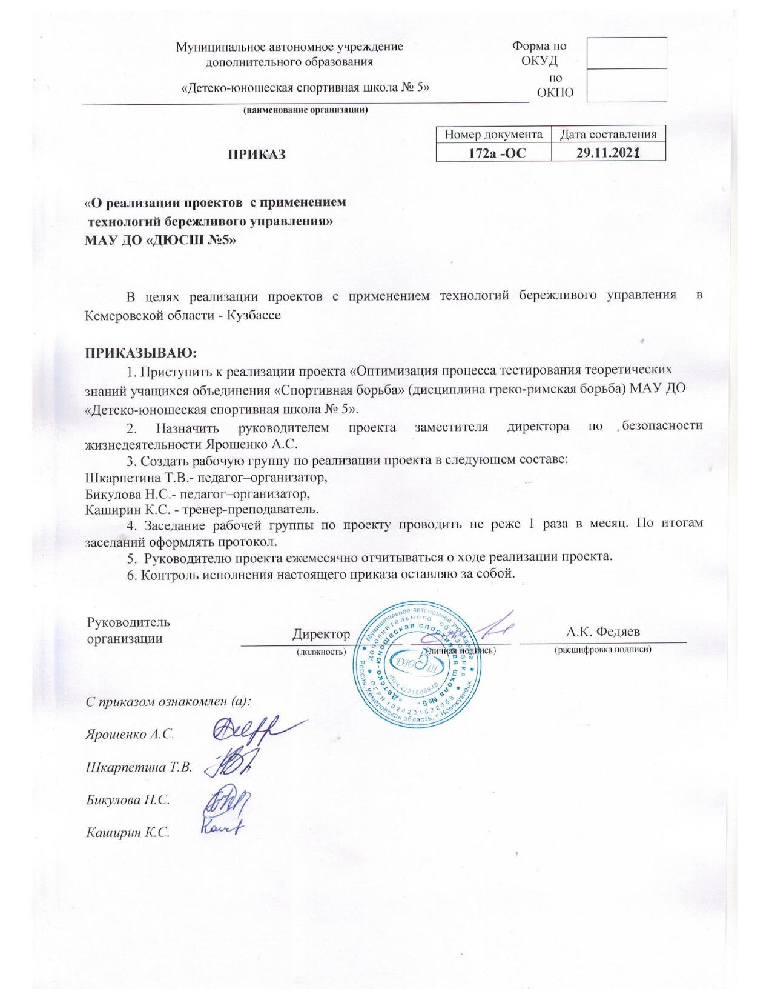 Муниципальное автономное учреждение
дополнительного образования
«Детско-юношеская спортивная школа № 5»
(наименование организации)
Форма по
ОКУД
по
ОКПО
Номер документа Дата составления
172а -ОС 29.11.2021
ПРИКАЗ
«О реализации проектов с применением
технологий бережливого управления»
МАУ ДО «ДЮСШ №5»
В целях реализации проектов с применением технологий бережливого управления в
Кемеровской области - Кузбассе
ПРИКАЗЫВАЮ:
1. Приступить к реализации проекта «Оптимизация процесса тестирования теоретических
знаний учащихся объединения «Спортивная борьба» (дисциплина греко-римская борьба) МАУ ДО
«Детско-юношеская спортивная школа № 5».
2. Назначить руководителем проекта заместителя директора по безопасности
жизнедеятельности Ярошенко А.С.
3. Создать рабочую группу по реализации проекта в следующем составе:
Шкарпетина Т.В.- педагог–организатор,
Бикулова Н.С.- педагог–организатор,
Каширин К.С. - тренер-преподаватель.
4. Заседание рабочей группы по проекту проводить не реже 1 раза в месяц. По итогам
заседаний оформлять протокол.
5. Руководителю проекта ежемесячно отчитываться о ходе реализации проекта.
6. Контроль исполнения настоящего приказа оставляю за собой.
Руководитель
организации
Директор
(должность)
(личная подпись)
А.К. Федяев
(расшифровка подписи)
Муниципальное автономное учреждение
дополнительного образования
"Детско-юношеская спортивная школа №5"
Россия, Кемеровская область, г.Новокузнецк
ОГРН 1024201822589
ИНН 4221006840
ДЮСШ 5
С приказом ознакомлен (а):
Ярошенко А.С.
Шкарпетина Т.В.
Бикулова Н.С.
Каширин К.С.